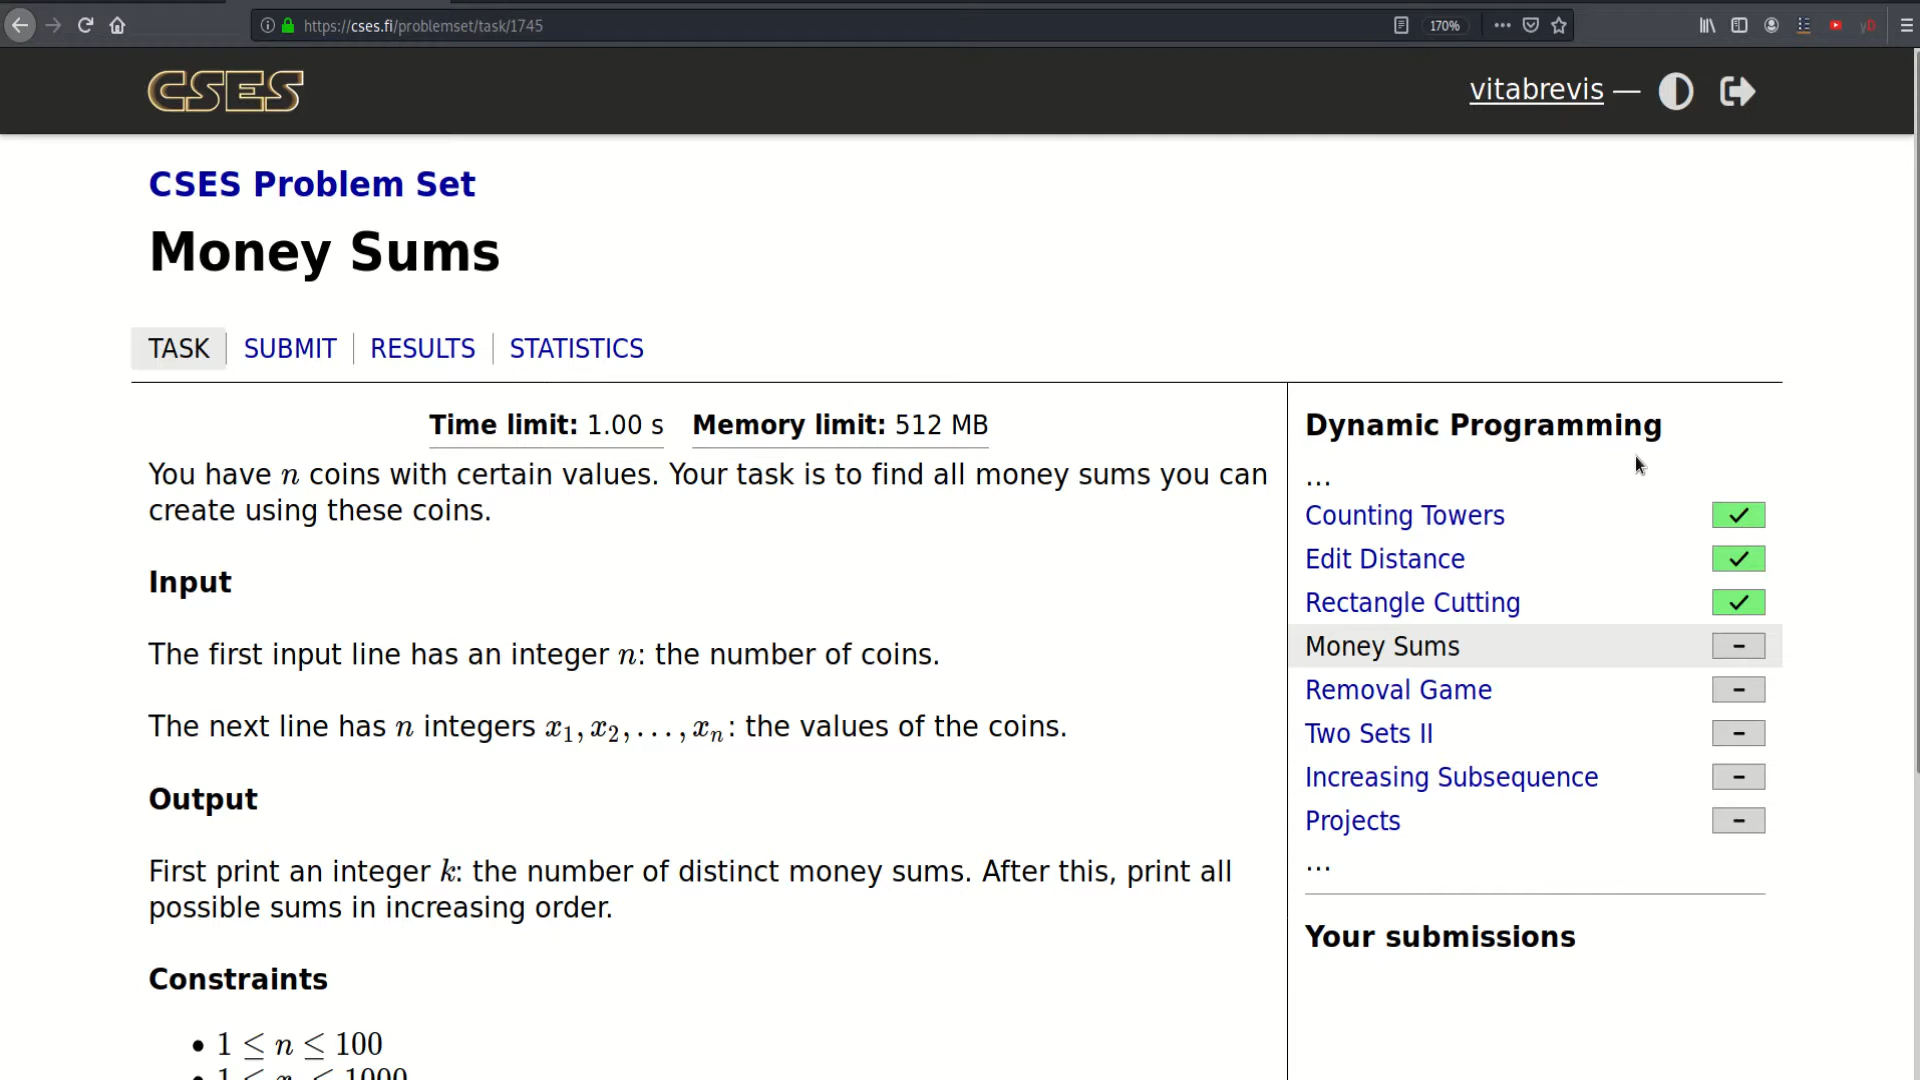 https://cses.fi/problemset/task/1745
170%
CSES
vitabrevis —
CSES Problem Set
Money Sums
TASK SUBMIT RESULTS STATISTICS
Time limit: 1.00 s Memory limit: 512 MB
You have n coins with certain values. Your task is to find all money sums you can
create using these coins.
Input
The first input line has an integer n: the number of coins.
The next line has n integers x₁, x₂, …, xₙ: the values of the coins.
Output
First print an integer k: the number of distinct money sums. After this, print all
possible sums in increasing order.
Constraints
• 1 ≤ n ≤ 100
Dynamic Programming
...
Counting Towers
Edit Distance
Rectangle Cutting
Money Sums –
Removal Game –
Two Sets II –
Increasing Subsequence –
Projects –
...
Your submissions